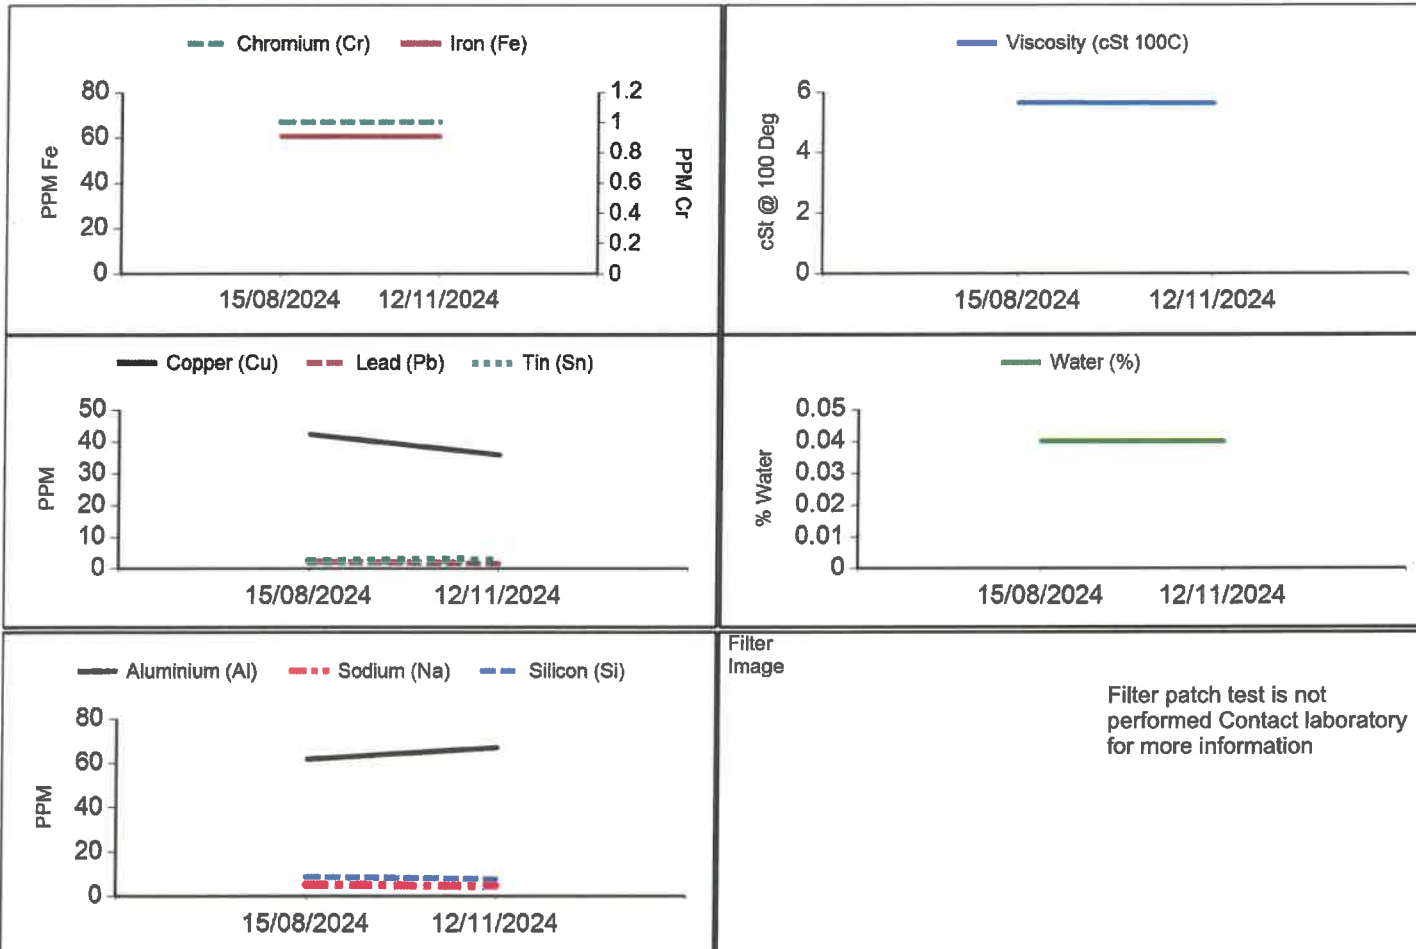 Chromium (Cr) Iron (Fe)
80
60
40
20
0
PPM Fe
1.2
1
0.8
0.6
0.4
0.2
0
PPM Cr
15/08/2024 12/11/2024
Viscosity (cSt 100C)
6
4
2
0
cSt @ 100 Deg
15/08/2024 12/11/2024
Copper (Cu) Lead (Pb) Tin (Sn)
50
40
30
20
10
0
PPM
15/08/2024 12/11/2024
Water (%)
0.05
0.04
0.03
0.02
0.01
0
% Water
15/08/2024 12/11/2024
Aluminium (Al) Sodium (Na) Silicon (Si)
80
60
40
20
0
PPM
15/08/2024 12/11/2024
Filter
Image
Filter patch test is not
performed Contact laboratory
for more information